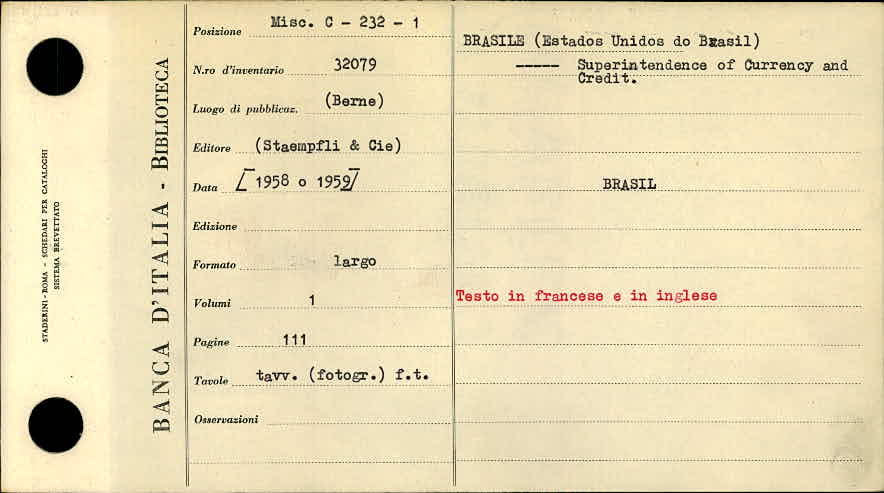 STADERINI - ROMA - SCHEDARI PER CATALOGHI
SISTEMA BREVETTATO
BANCA D'ITALIA - BIBLIOTECA
Posizione Misc. C - 232 - 1
N.ro d'inventario 32079
Luogo di pubblicaz. (Berne)
Editore (Staempfli & Cie)
Data [1958 o 1959]
Edizione
Formato largo
Volumi 1
Pagine 111
Tavole tavv. (fotogr.) f.t.
Osservazioni
BRASILE (Estados Unidos do Brasil)
----- Superintendence of Currency and
Credit.
BRASIL
Testo in francese e in inglese